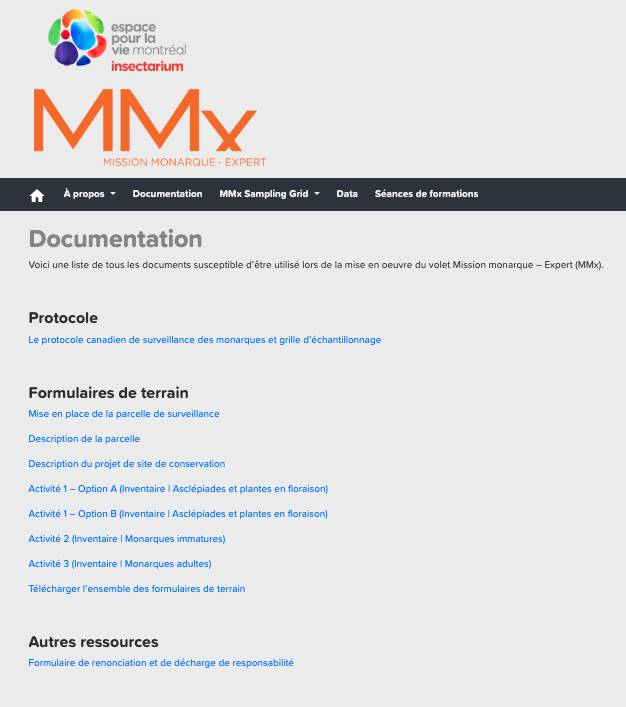 espace
pour la
vie montréal
insectarium
MMx
MISSION MONARQUE - EXPERT
À propos Documentation MMx Sampling Grid Data Séances de formations
Documentation
Voici une liste de tous les documents susceptible d'être utilisé lors de la mise en oeuvre du volet Mission monarque – Expert (MMx).
Protocole
Le protocole canadien de surveillance des monarques et grille d'échantillonnage
Formulaires de terrain
Mise en place de la parcelle de surveillance
Description de la parcelle
Description du projet de site de conservation
Activité 1 – Option A (Inventaire | Asclépiades et plantes en floraison)
Activité 1 – Option B (Inventaire | Asclépiades et plantes en floraison)
Activité 2 (Inventaire | Monarques immatures)
Activité 3 (Inventaire | Monarques adultes)
Télécharger l'ensemble des formulaires de terrain
Autres ressources
Formulaire de renonciation et de décharge de responsabilité